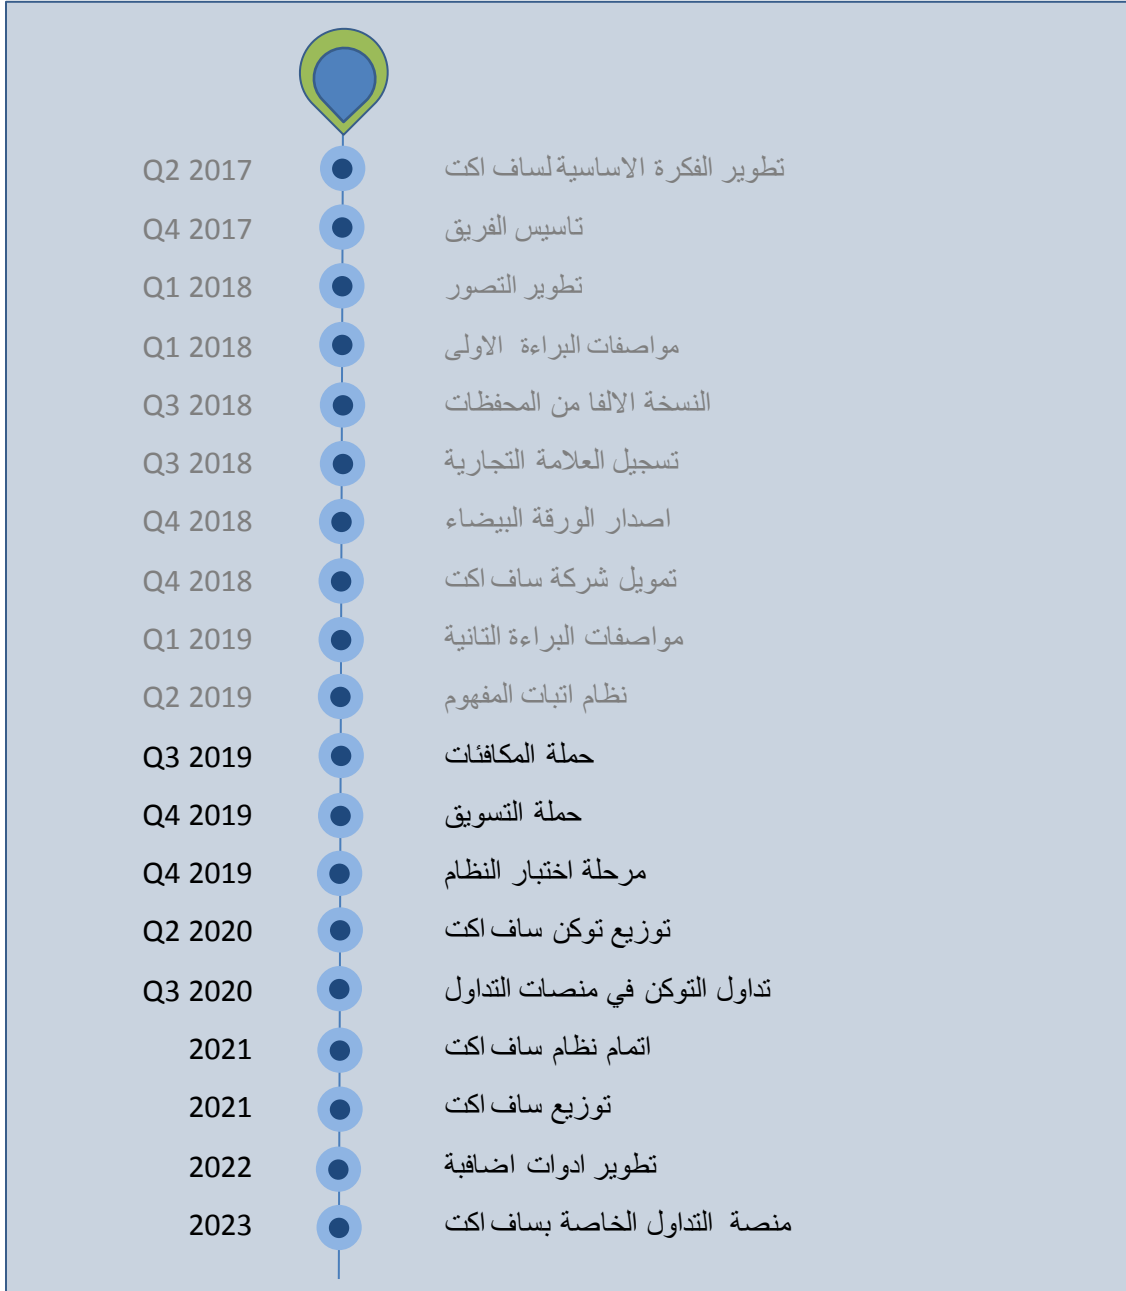 Q2 2017 تطوير الفكرة الاساسية لساف اكت
Q4 2017 تاسيس الفريق
Q1 2018 تطوير التصور
Q1 2018 مواصفات البراءة الاولى
Q3 2018 النسخة الالفا من المحفظات
Q3 2018 تسجيل العلامة التجارية
Q4 2018 اصدار الورقة البيضاء
Q4 2018 تمويل شركة ساف اكت
Q1 2019 مواصفات البراءة التانية
Q2 2019 نظام اتبات المفهوم
Q3 2019 حملة المكافئات
Q4 2019 حملة التسويق
Q4 2019 مرحلة اختبار النظام
Q2 2020 توزيع توكن ساف اكت
Q3 2020 تداول التوكن في منصات التداول
2021 اتمام نظام ساف اكت
2021 توزيع ساف اكت
2022 تطوير ادوات اضافبة
2023 منصة التداول الخاصة بساف اكت